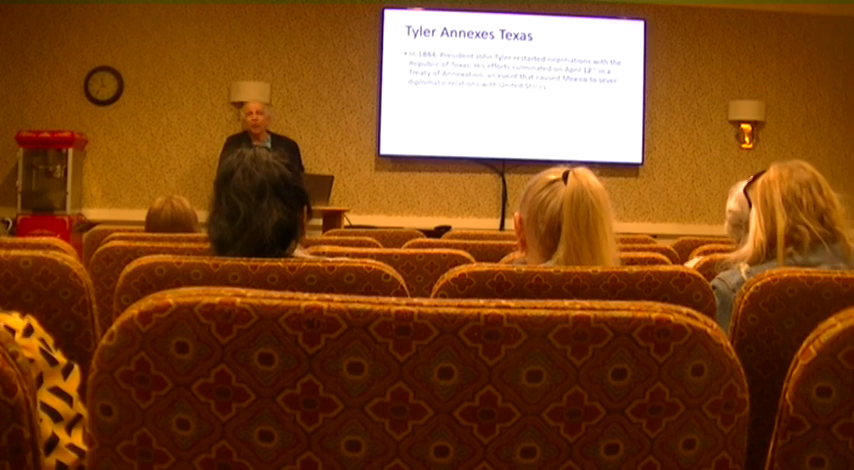 Tyler Annexes Texas
• In 1844, President John Tyler restarted negotiations with the
Republic of Texas. His efforts culminated on April 12th in a
Treaty of Annexation, an event that caused Mexico to sever
diplomatic relations with United States.